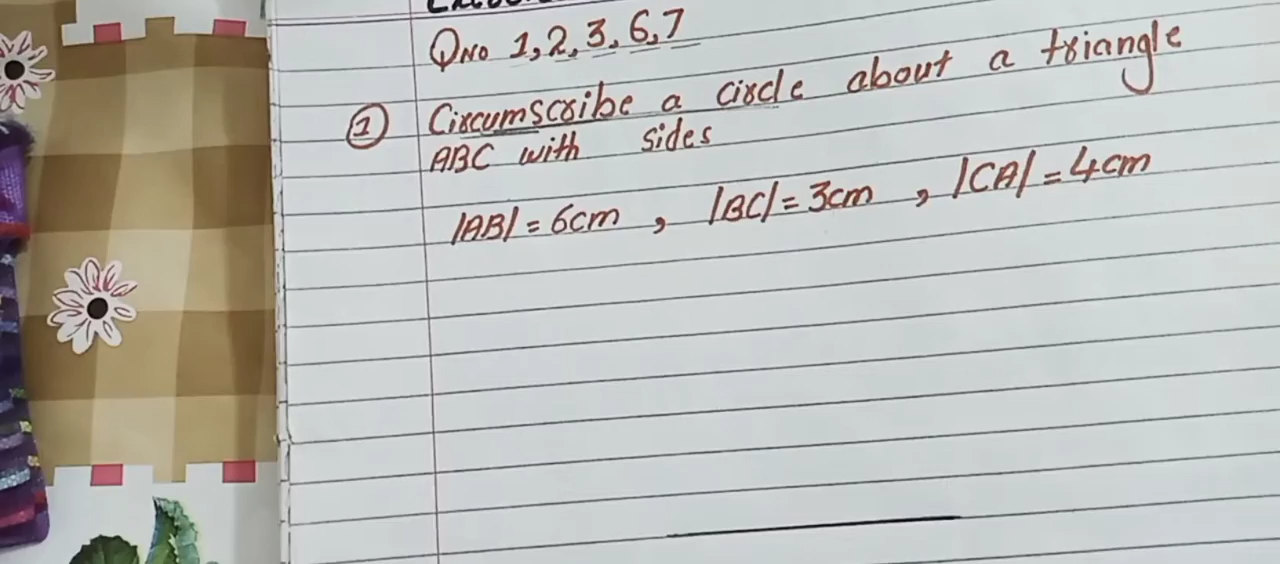 QNo 1, 2, 3, 6, 7
① Circumscribe a circle about a triangle
ABC with sides
|AB| = 6cm , |BC| = 3cm , |CA| = 4cm